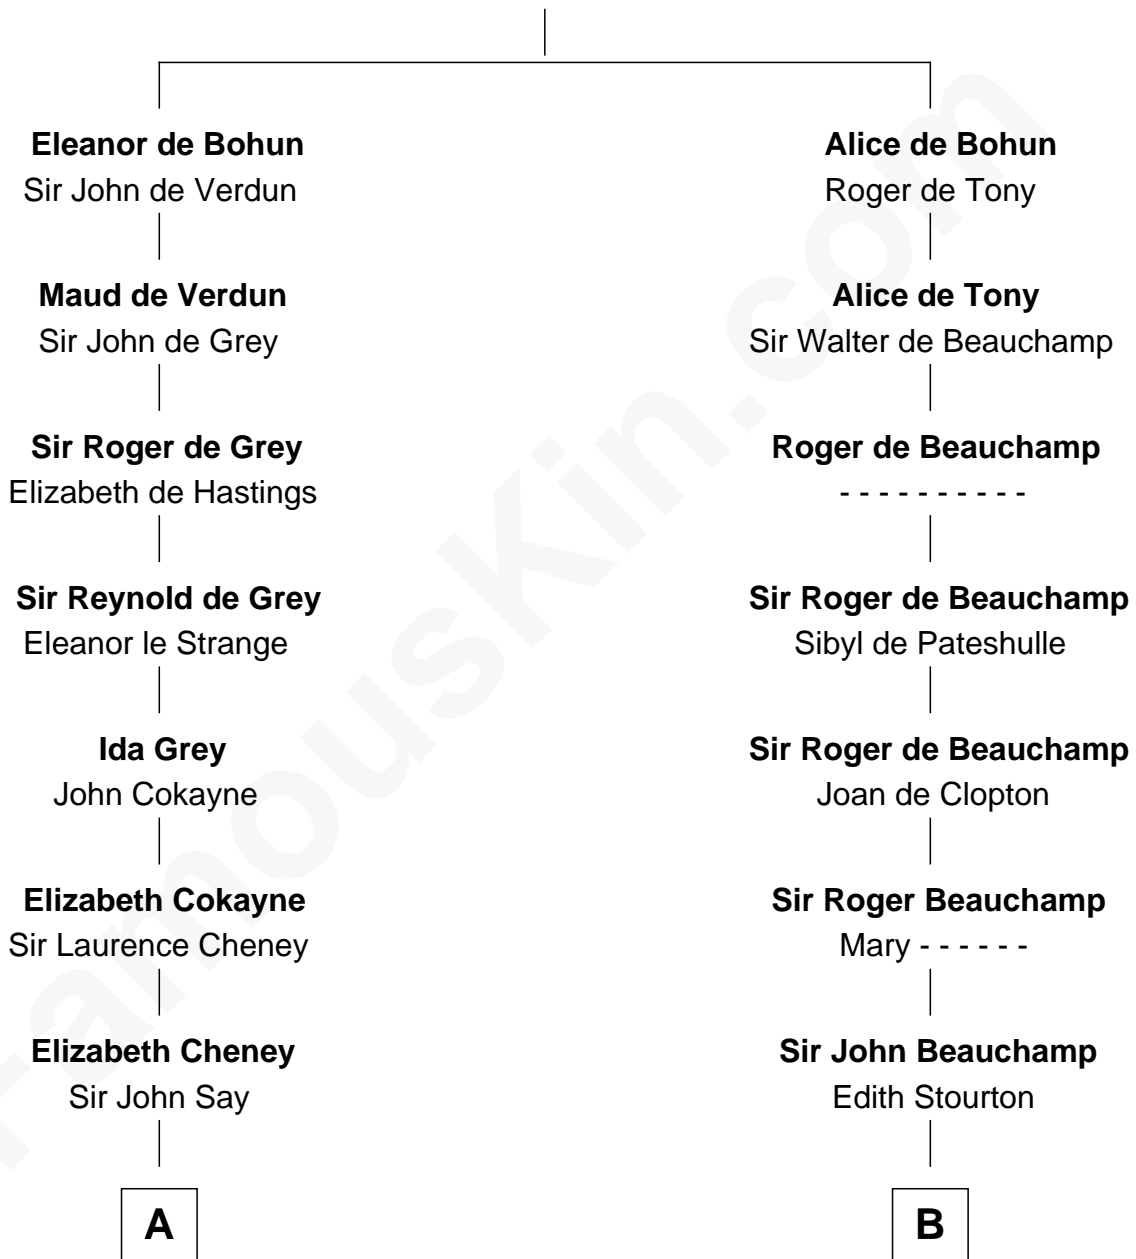 Eleanor de Bohun
Sir John de Verdun
Maud de Verdun
Sir John de Grey
Sir Roger de Grey
Elizabeth de Hastings
Sir Reynold de Grey
Eleanor le Strange
Ida Grey
John Cokayne
Elizabeth Cokayne
Sir Laurence Cheney
Elizabeth Cheney
Sir John Say
A
Alice de Bohun
Roger de Tony
Alice de Tony
Sir Walter de Beauchamp
Roger de Beauchamp
- - - - - - - - - -
Sir Roger de Beauchamp
Sibyl de Pateshulle
Sir Roger de Beauchamp
Joan de Clopton
Sir Roger Beauchamp
Mary - - - - - -
Sir John Beauchamp
Edith Stourton
B
FamousKin.com